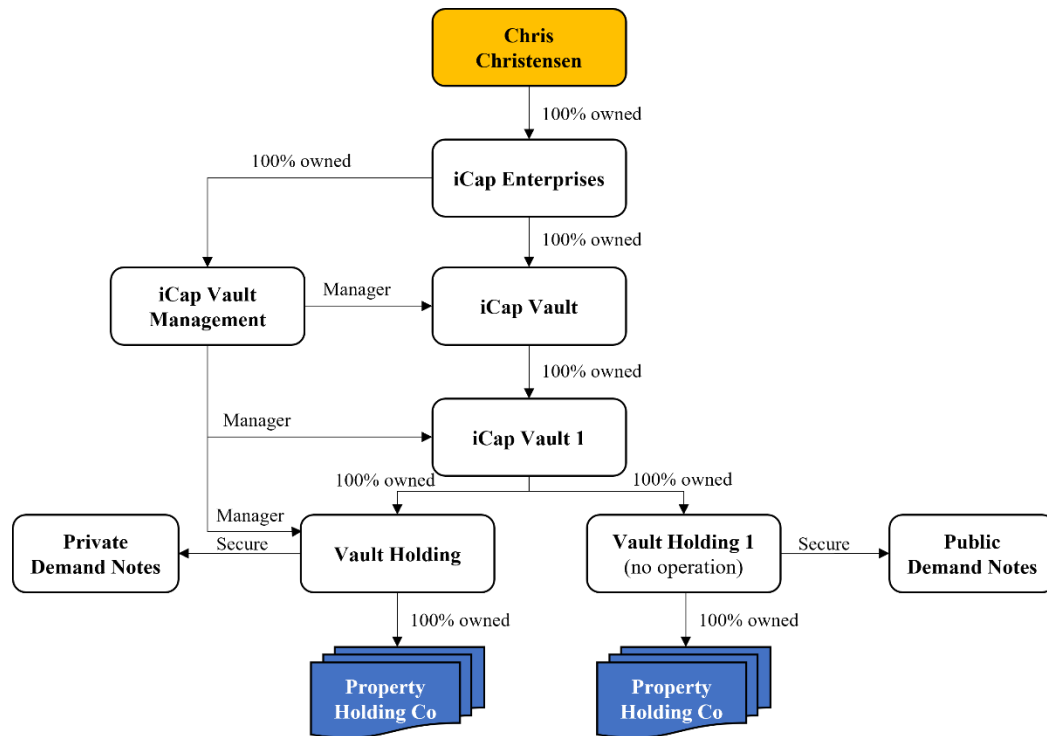 Chris
Christensen
100% owned
100% owned
iCap Enterprises
100% owned
iCap Vault
Management
Manager
iCap Vault
100% owned
Manager
iCap Vault 1
100% owned
100% owned
Manager
Private
Demand Notes
Secure
Vault Holding
Vault Holding 1
(no operation)
Secure
Public
Demand Notes
100% owned
100% owned
Property
Holding Co
Property
Holding Co